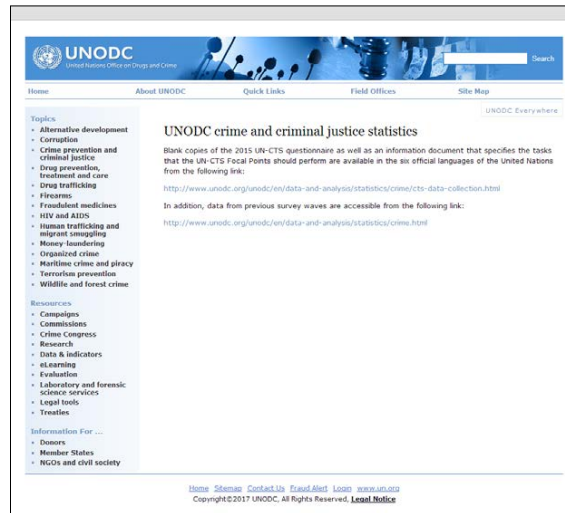 UNODC
United Nations Office on Drugs and Crime
Search
Home
About UNODC
Quick Links
Field Offices
Site Map
UNODC Everywhere
Topics
Alternative development
Corruption
Crime prevention and
criminal justice
Drug prevention,
treatment and care
Drug trafficking
Firearms
Fraudulent medicines
HIV and AIDS
Human trafficking and
migrant smuggling
Money-laundering
Organized crime
Maritime crime and piracy
Terrorism prevention
Wildlife and forest crime
Resources
Campaigns
Commissions
Crime Congress
Research
Data & indicators
eLearning
Evaluation
Laboratory and forensic
science services
Legal tools
Treaties
Information For ...
Donors
Member States
NGOs and civil society
UNODC crime and criminal justice statistics
Blank copies of the 2015 UN-CTS questionnaire as well as an information document that specifies the tasks
that the UN-CTS Focal Points should perform are available in the six official languages of the United Nations
from the following link:
http://www.unodc.org/unodc/en/data-and-analysis/statistics/crime/cts-data-collection.html
In addition, data from previous survey waves are accessible from the following link:
http://www.unodc.org/unodc/en/data-and-analysis/statistics/crime.html
Home Sitemap Contact Us Fraud Alert Login www.un.org
Copyright©2017 UNODC, All Rights Reserved, Legal Notice